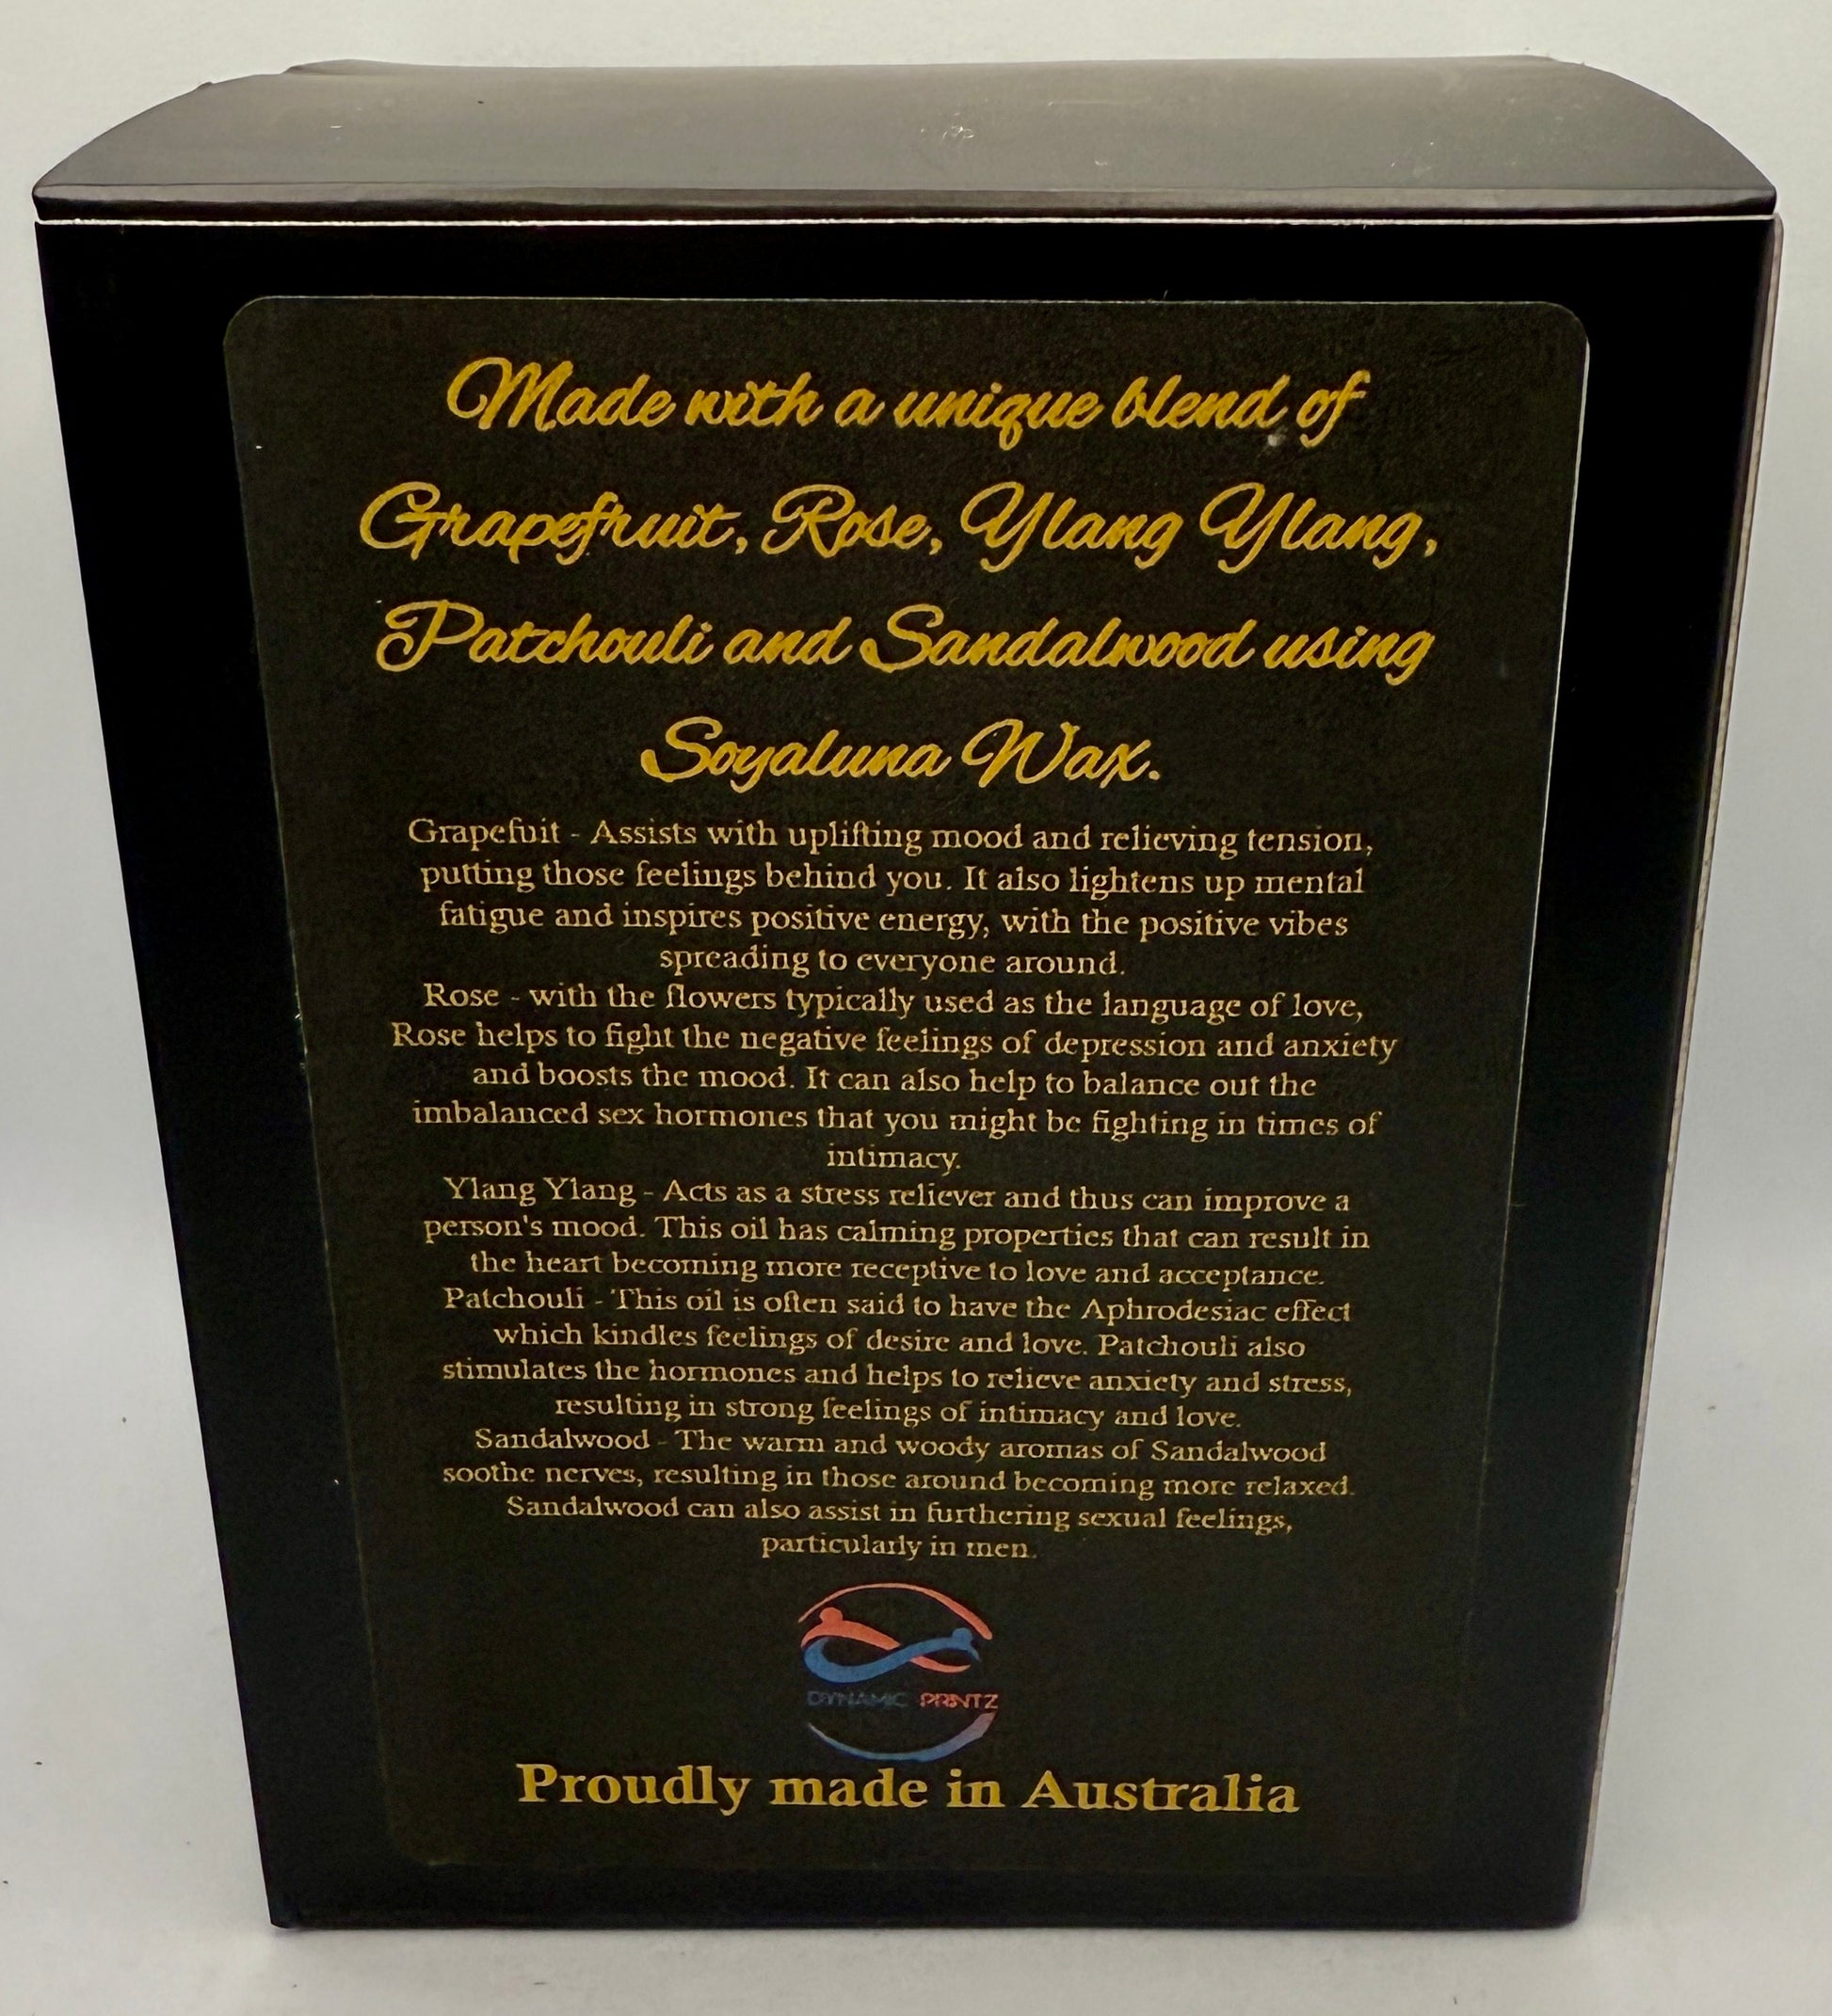 Made with a unique blend of
Grapefruit, Rose, Ylang Ylang,
Patchouli and Sandalwood using
Soyaluna Wax.
Grapefuit - Assists with uplifting mood and relieving tension,
putting those feelings behind you. It also lightens up mental
fatigue and inspires positive energy, with the positive vibes
spreading to everyone around.
Rose - with the flowers typically used as the language of love,
Rose helps to fight the negative feelings of depression and anxiety
and boosts the mood. It can also help to balance out the
imbalanced sex hormones that you might be fighting in times of
intimacy.
Ylang Ylang - Acts as a stress reliever and thus can improve a
person's mood. This oil has calming properties that can result in
the heart becoming more receptive to love and acceptance.
Patchouli - This oil is often said to have the Aphrodesiac effect
which kindles feelings of desire and love. Patchouli also
stimulates the hormones and helps to relieve anxiety and stress,
resulting in strong feelings of intimacy and love.
Sandalwood - The warm and woody aromas of Sandalwood
soothe nerves, resulting in those around becoming more relaxed.
Sandalwood can also assist in furthering sexual feelings,
particularly in men.
DYNAMIC PRINTZ
Proudly made in Australia